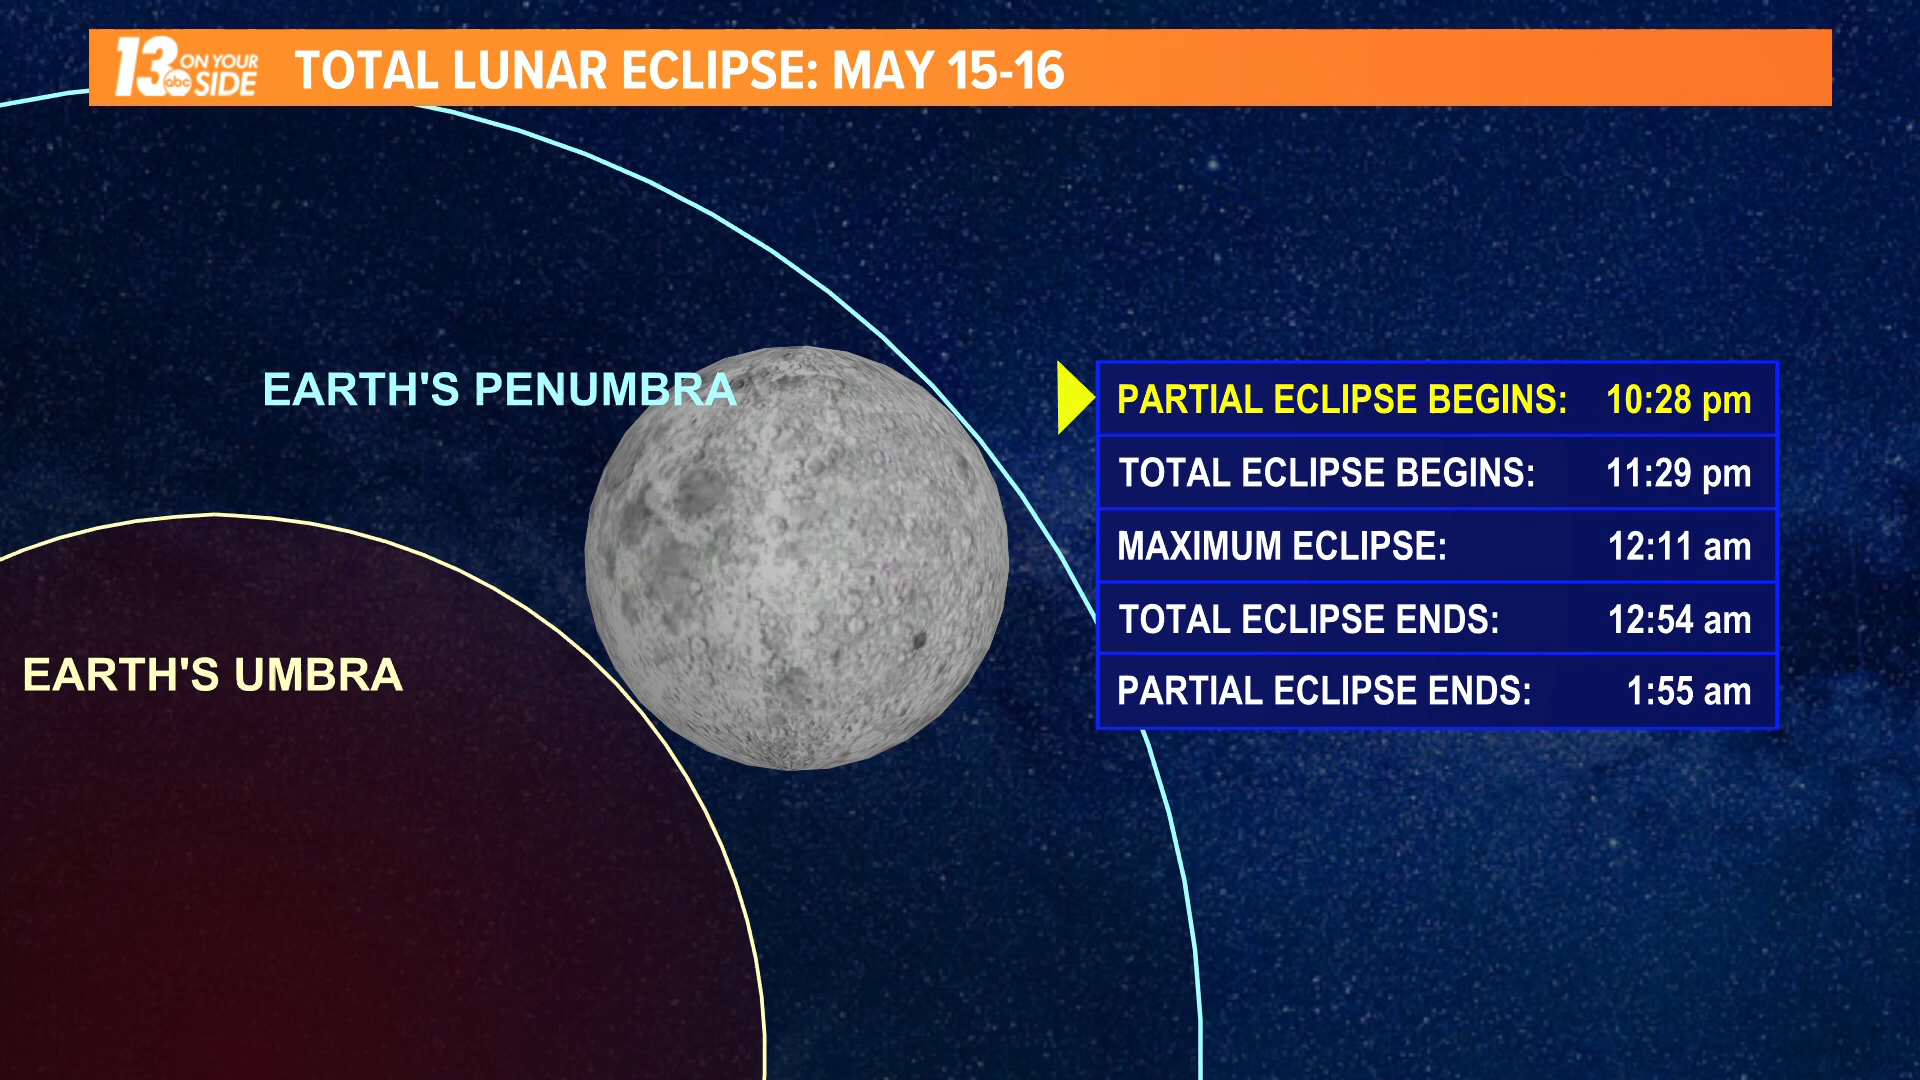 13 ON YOUR SIDE abc
TOTAL LUNAR ECLIPSE: MAY 15-16
EARTH'S PENUMBRA
PARTIAL ECLIPSE BEGINS: 10:28 pm
TOTAL ECLIPSE BEGINS: 11:29 pm
MAXIMUM ECLIPSE: 12:11 am
TOTAL ECLIPSE ENDS: 12:54 am
EARTH'S UMBRA
PARTIAL ECLIPSE ENDS: 1:55 am